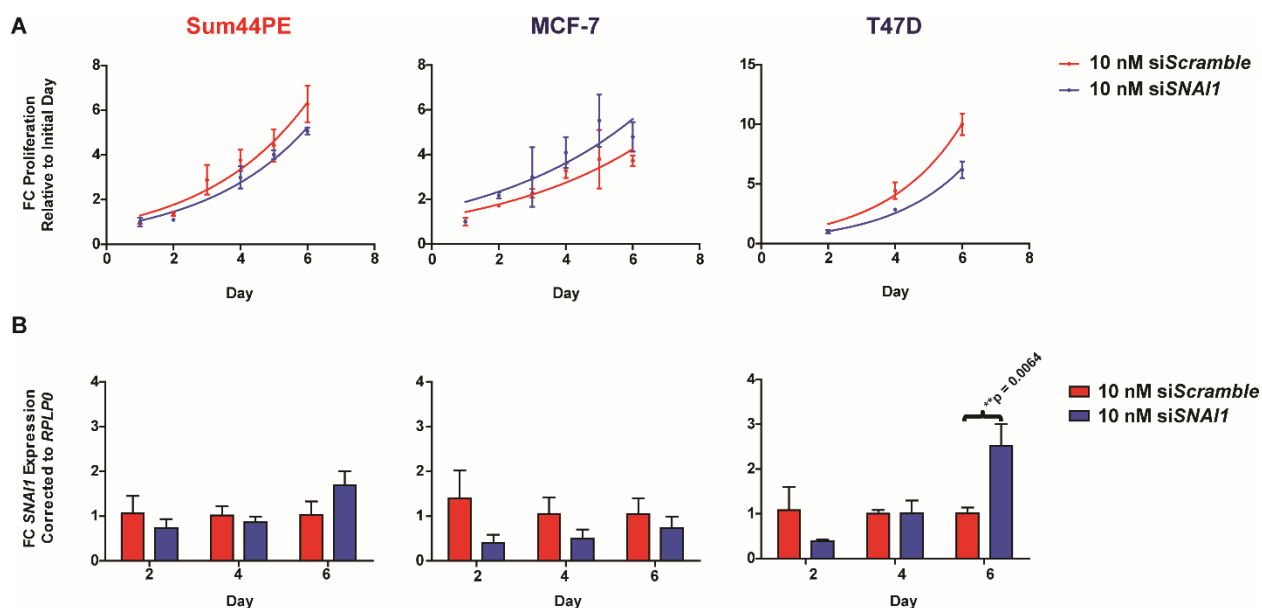 A
Sum44PE
MCF-7
T47D
10 nM siScramble
10 nM siSNAI1
FC Proliferation
Relative to Initial Day
8
6
4
2
0
0 2 4 6 8
Day
8
6
4
2
0
0 2 4 6 8
Day
15
10
5
0
0 2 4 6 8
Day
B
FC SNAI1 Expression
Corrected to RPLP0
4
3
2
1
0
2 4 6
Day
4
3
2
1
0
2 4 6
Day
4
3
2
1
0
**p = 0.0064
2 4 6
Day
10 nM siScramble
10 nM siSNAI1